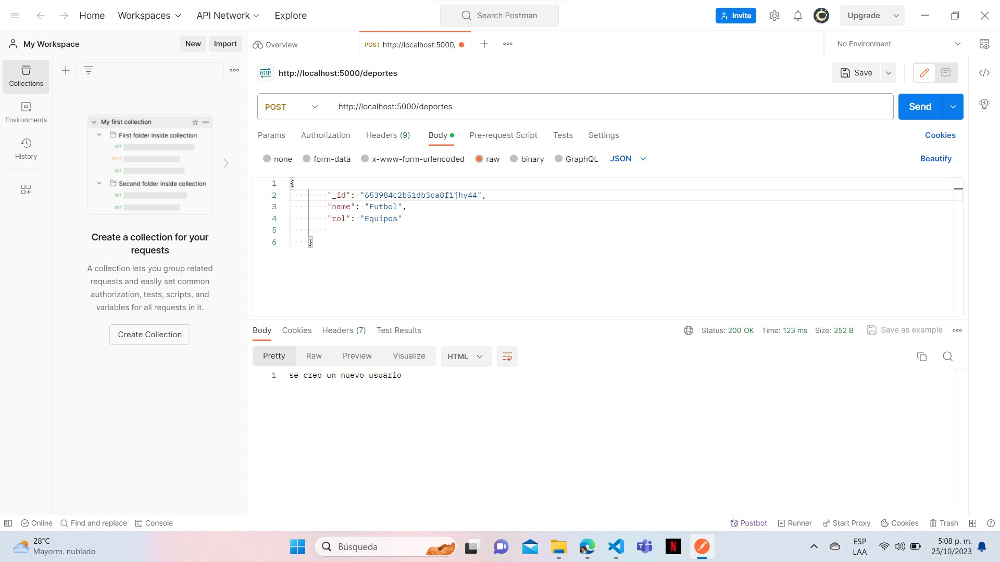 Home
Workspaces
API Network
Explore
Search Postman
Invite
Upgrade
My Workspace
New
Import
Overview
POST http://localhost:5000/
No Environment
Collections
Environments
History
My first collection
First folder inside collection
GET
POST
GET
Second folder inside collection
GET
GET
Create a collection for your
requests
A collection lets you group related
requests and easily set common
authorization, tests, scripts, and
variables for all requests in it.
Create Collection
HTTP http://localhost:5000/deportes
Save
POST
http://localhost:5000/deportes
Send
Params
Authorization
Headers (9)
Body
Pre-request Script
Tests
Settings
Cookies
none
form-data
x-www-form-urlencoded
raw
binary
GraphQL
JSON
Beautify
1 {
2 "_id": "653984c2b51db3ca8f1jhy44",
3 "name": "Futbol",
4 "rol": "Equipos"
5
6 }
Body
Cookies
Headers (7)
Test Results
Status: 200 OK
Time: 123 ms
Size: 252 B
Save as example
Pretty
Raw
Preview
Visualize
HTML
1 se creo un nuevo usuario
Online
Find and replace
Console
Postbot
Runner
Start Proxy
Cookies
Trash
28°C
Mayorm. nublado
Búsqueda
ESP
LAA
5:08 p. m.
25/10/2023